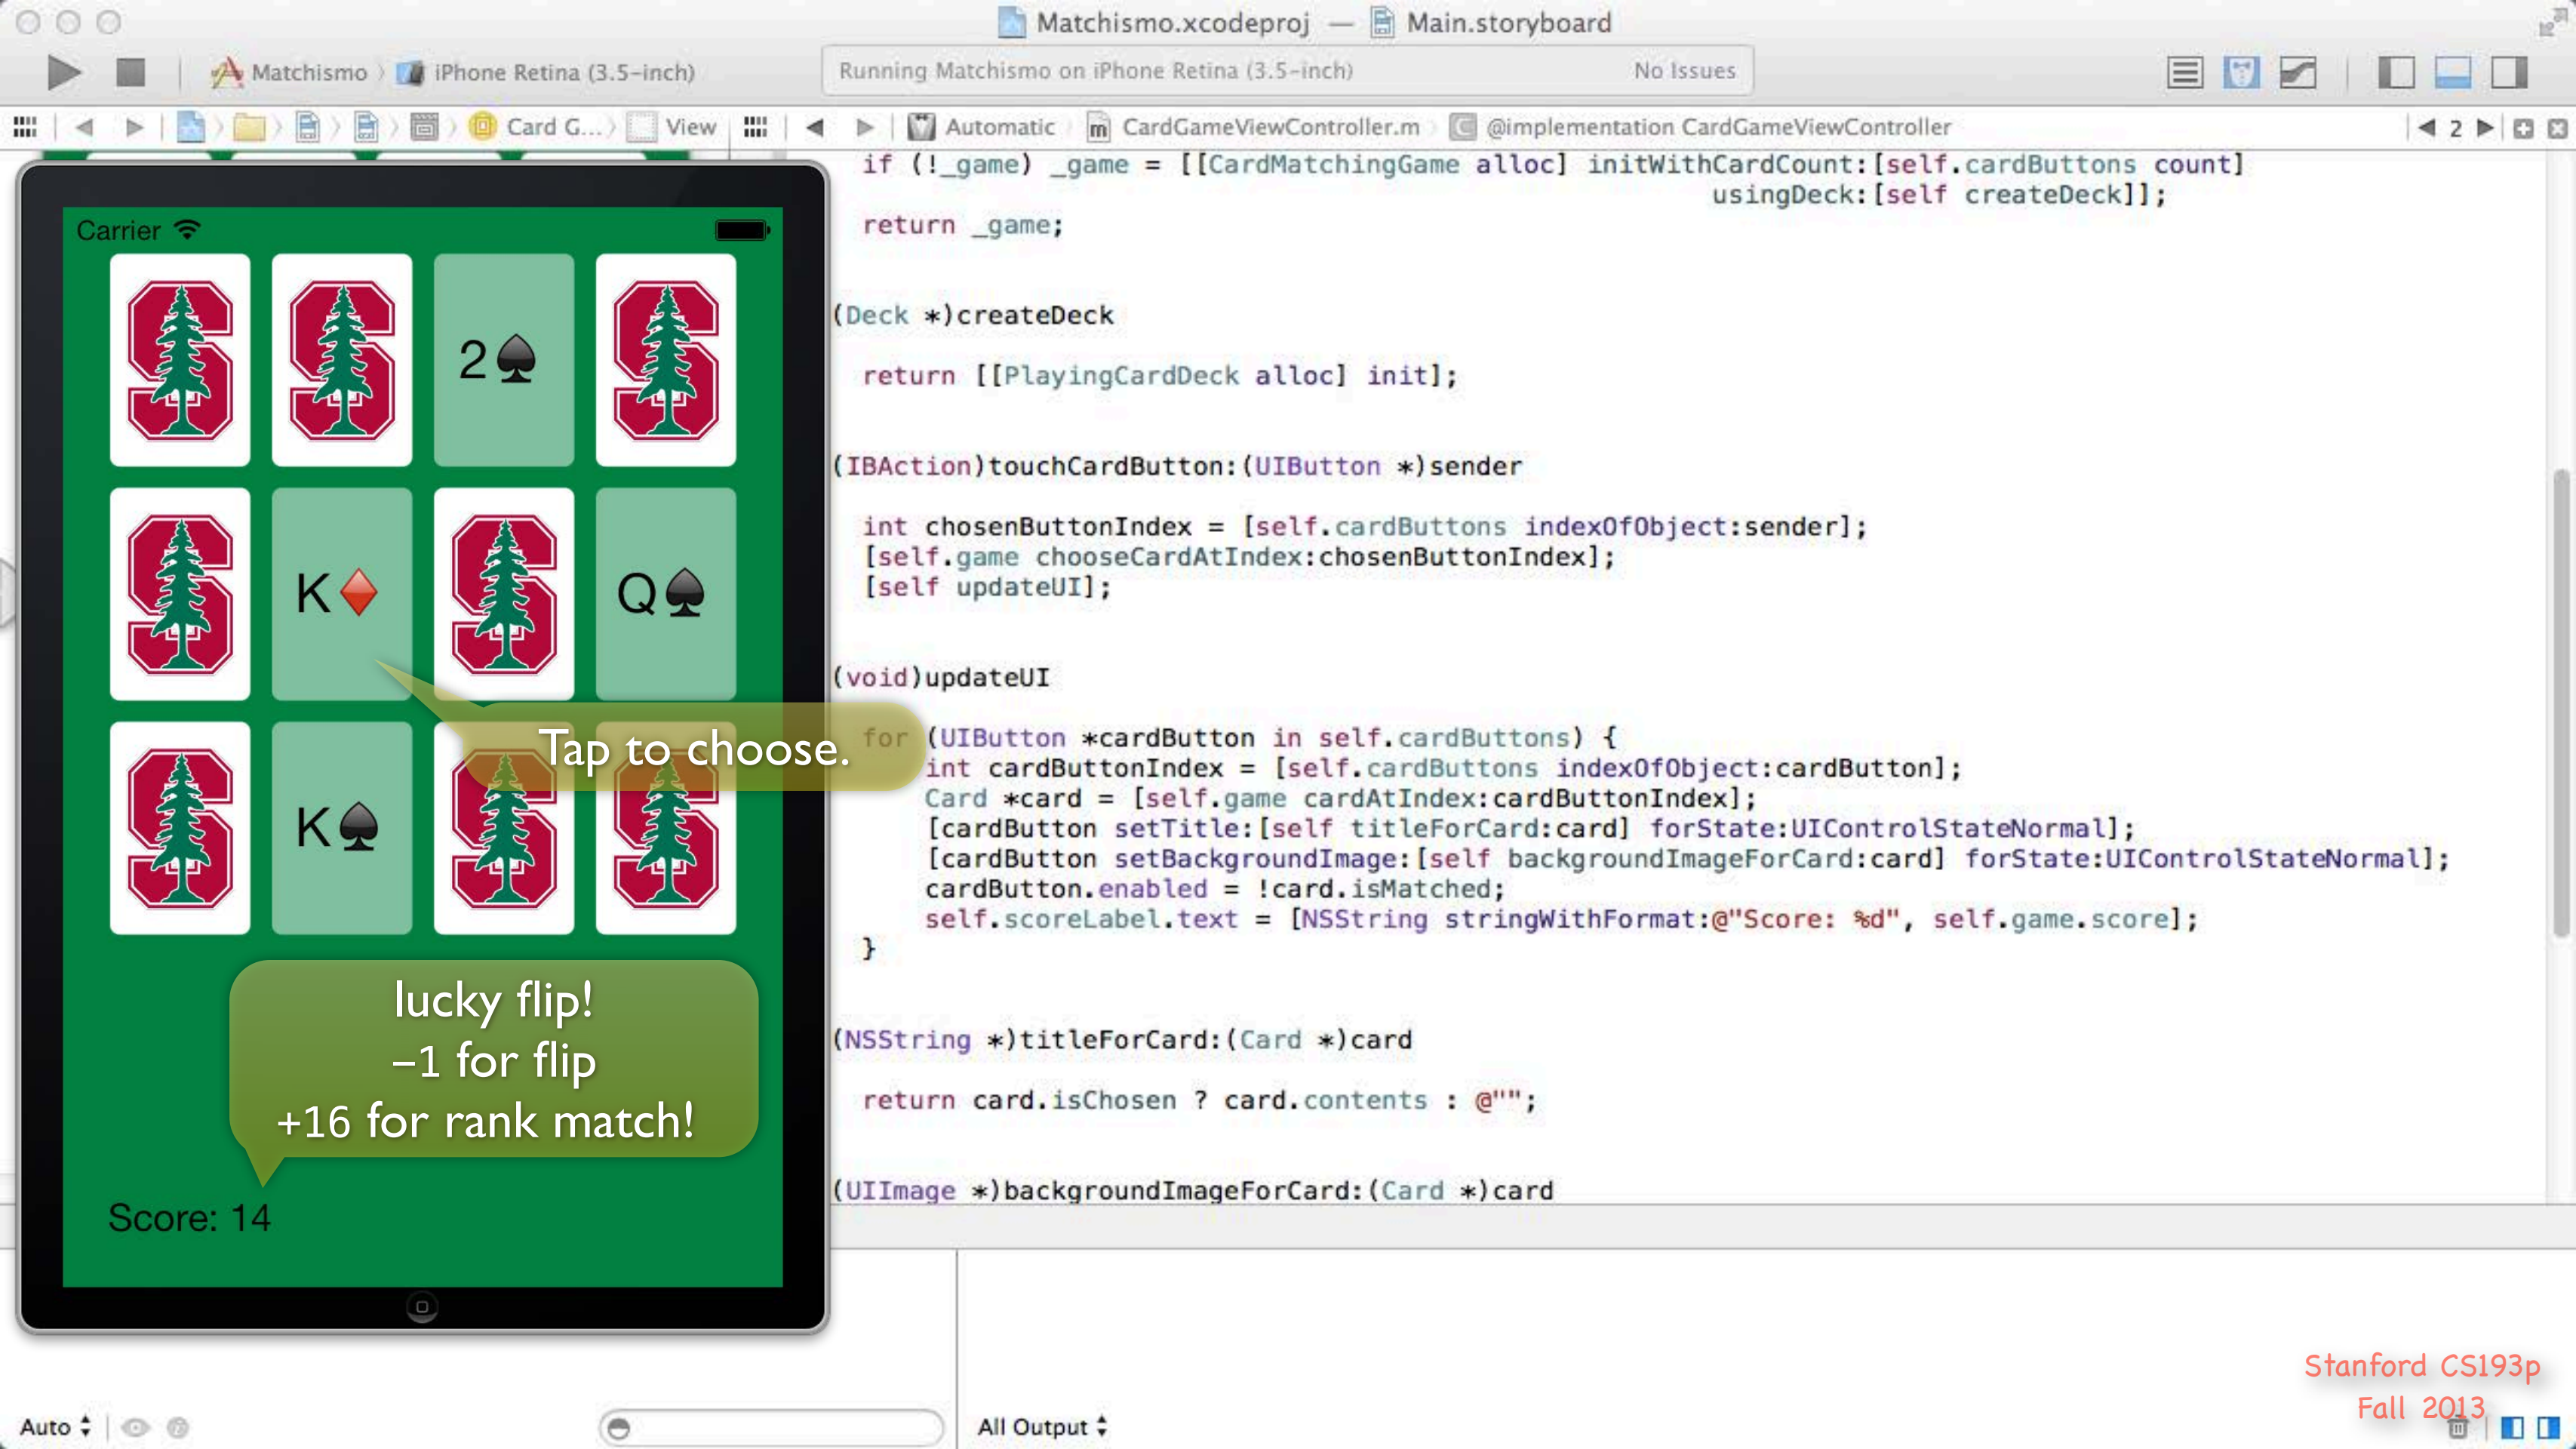 Matchismo.xcodeproj — Main.storyboard
Matchismo iPhone Retina (3.5-inch)
Running Matchismo on iPhone Retina (3.5-inch) No Issues
Card G... View
Automatic m CardGameViewController.m C @implementation CardGameViewController 2
Carrier
2♠
K♦
Q♠
Tap to choose.
K♠
lucky flip!
–1 for flip
+16 for rank match!
Score: 14
if (!_game) _game = [[CardMatchingGame alloc] initWithCardCount:[self.cardButtons count]
usingDeck:[self createDeck]];
return _game;
(Deck *)createDeck
return [[PlayingCardDeck alloc] init];
(IBAction)touchCardButton:(UIButton *)sender
int chosenButtonIndex = [self.cardButtons indexOfObject:sender];
[self.game chooseCardAtIndex:chosenButtonIndex];
[self updateUI];
(void)updateUI
for (UIButton *cardButton in self.cardButtons) {
int cardButtonIndex = [self.cardButtons indexOfObject:cardButton];
Card *card = [self.game cardAtIndex:cardButtonIndex];
[cardButton setTitle:[self titleForCard:card] forState:UIControlStateNormal];
[cardButton setBackgroundImage:[self backgroundImageForCard:card] forState:UIControlStateNormal];
cardButton.enabled = !card.isMatched;
self.scoreLabel.text = [NSString stringWithFormat:@"Score: %d", self.game.score];
}
(NSString *)titleForCard:(Card *)card
return card.isChosen ? card.contents : @"";
(UIImage *)backgroundImageForCard:(Card *)card
Stanford CS193p
Fall 2013
Auto
All Output